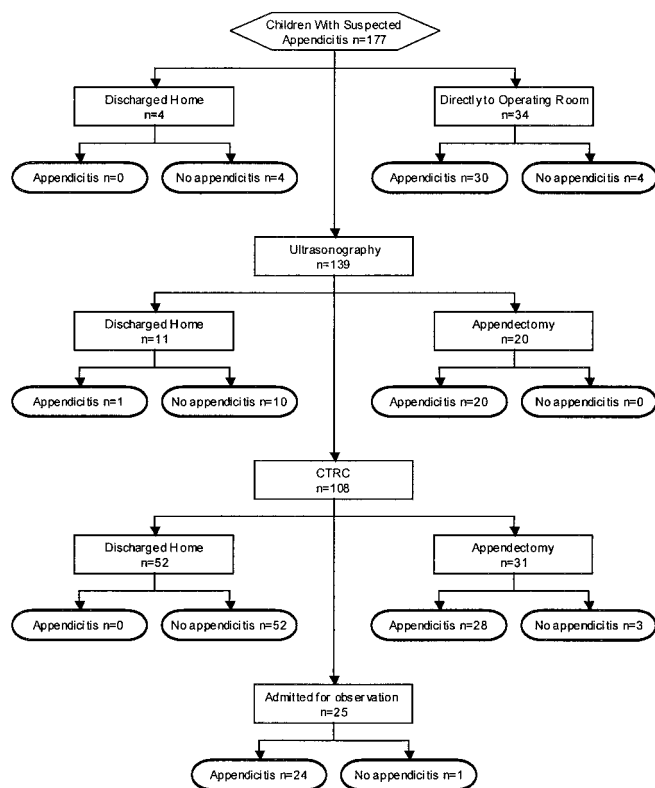 Children With Suspected
Appendicitis n=177
Discharged Home
n=4
Directly to Operating Room
n=34
Appendicitis n=0
No appendicitis n=4
Appendicitis n=30
No appendicitis n=4
Ultrasonography
n=139
Discharged Home
n=11
Appendectomy
n=20
Appendicitis n=1
No appendicitis n=10
Appendicitis n=20
No appendicitis n=0
CTRC
n=108
Discharged Home
n=52
Appendectomy
n=31
Appendicitis n=0
No appendicitis n=52
Appendicitis n=28
No appendicitis n=3
Admitted for observation
n=25
Appendicitis n=24
No appendicitis n=1